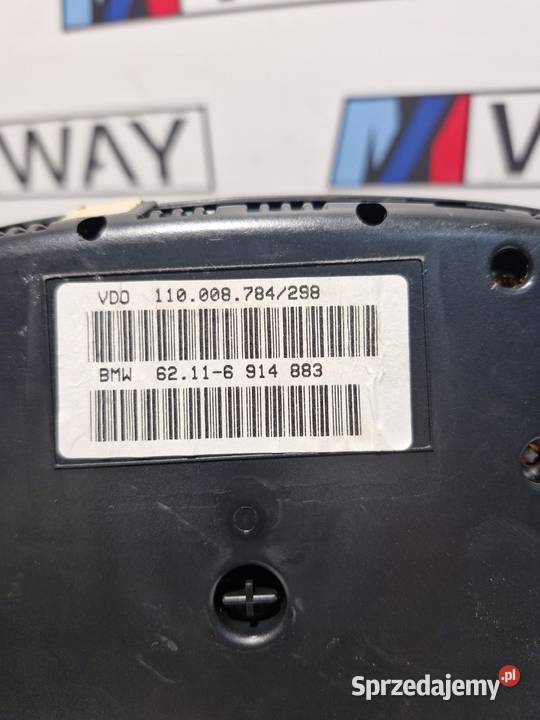 WAY
VDO 110.008.784/298
BMW 62.11-6 914 883
Sprzedajemy.pl